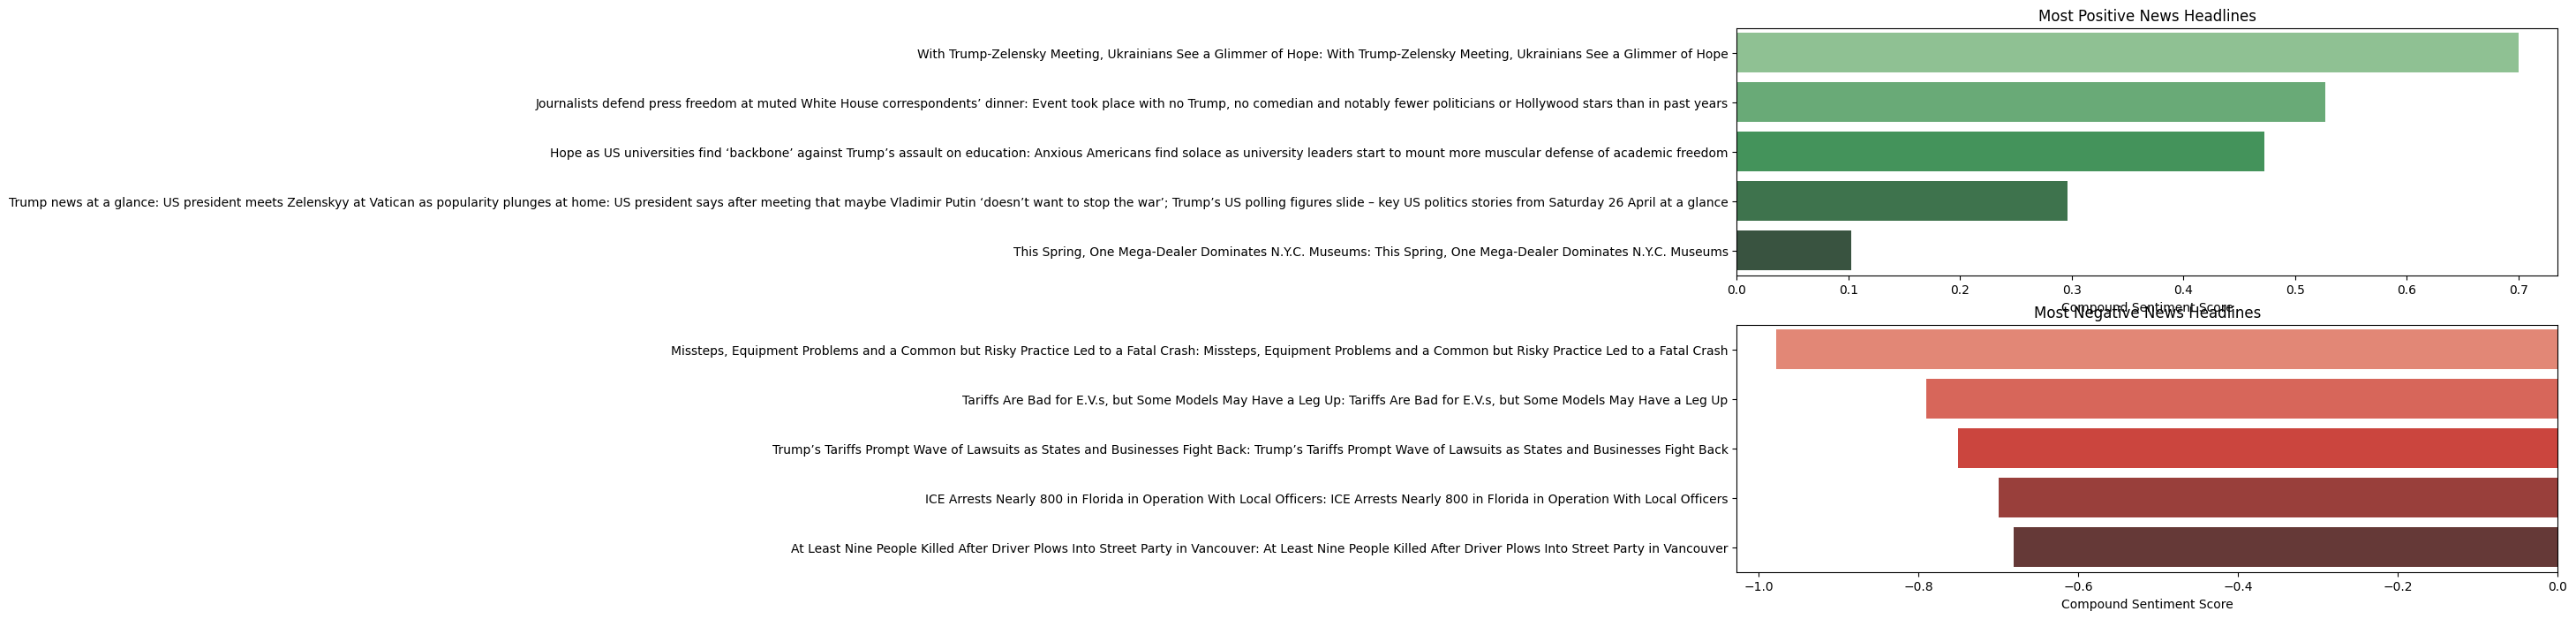 Most Positive News Headlines
With Trump-Zelensky Meeting, Ukrainians See a Glimmer of Hope: With Trump-Zelensky Meeting, Ukrainians See a Glimmer of Hope
Journalists defend press freedom at muted White House correspondents’ dinner: Event took place with no Trump, no comedian and notably fewer politicians or Hollywood stars than in past years
Hope as US universities find ‘backbone’ against Trump’s assault on education: Anxious Americans find solace as university leaders start to mount more muscular defense of academic freedom
Trump news at a glance: US president meets Zelenskyy at Vatican as popularity plunges at home: US president says after meeting that maybe Vladimir Putin ‘doesn’t want to stop the war’; Trump’s US polling figures slide – key US politics stories from Saturday 26 April at a glance
This Spring, One Mega-Dealer Dominates N.Y.C. Museums: This Spring, One Mega-Dealer Dominates N.Y.C. Museums
0.0 0.1 0.2 0.3 0.4 0.5 0.6 0.7
Compound Sentiment Score
Most Negative News Headlines
Missteps, Equipment Problems and a Common but Risky Practice Led to a Fatal Crash: Missteps, Equipment Problems and a Common but Risky Practice Led to a Fatal Crash
Tariffs Are Bad for E.V.s, but Some Models May Have a Leg Up: Tariffs Are Bad for E.V.s, but Some Models May Have a Leg Up
Trump’s Tariffs Prompt Wave of Lawsuits as States and Businesses Fight Back: Trump’s Tariffs Prompt Wave of Lawsuits as States and Businesses Fight Back
ICE Arrests Nearly 800 in Florida in Operation With Local Officers: ICE Arrests Nearly 800 in Florida in Operation With Local Officers
At Least Nine People Killed After Driver Plows Into Street Party in Vancouver: At Least Nine People Killed After Driver Plows Into Street Party in Vancouver
−1.0 −0.8 −0.6 −0.4 −0.2 0.0
Compound Sentiment Score